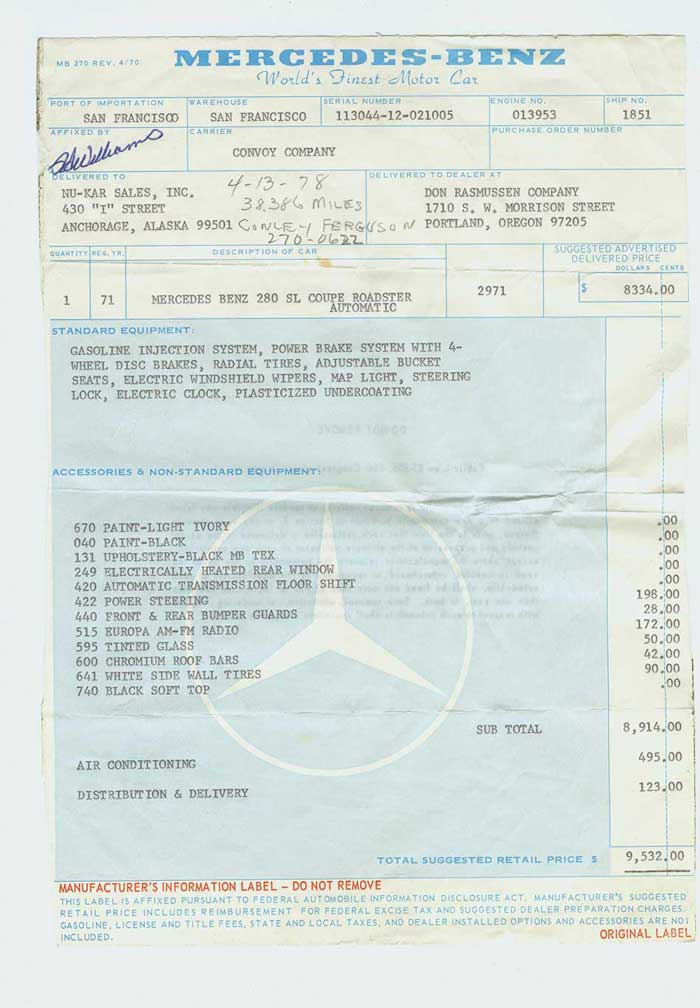 MB 270 REV. 4/70
MERCEDES-BENZ
World's Finest Motor Car
PORT OF IMPORTATION WAREHOUSE SERIAL NUMBER ENGINE NO. SHIP NO.
SAN FRANCISCO SAN FRANCISCO 113044-12-021005 013953 1851
AFFIXED BY CARRIER PURCHASE ORDER NUMBER
CONVOY COMPANY
DELIVERED TO DELIVERED TO DEALER AT
NU-KAR SALES, INC. 4-13-78 DON RASMUSSEN COMPANY
430 "I" STREET 38386 MILES 1710 S. W. MORRISON STREET
ANCHORAGE, ALASKA 99501 CONLEY FERGUSON PORTLAND, OREGON 97205
270-0622
QUANTITY REG. YR. DESCRIPTION OF CAR SUGGESTED ADVERTISED
DELIVERED PRICE
DOLLARS CENTS
1 71 MERCEDES BENZ 280 SL COUPE ROADSTER 2971 $ 8334.00
AUTOMATIC
STANDARD EQUIPMENT:
GASOLINE INJECTION SYSTEM, POWER BRAKE SYSTEM WITH 4-
WHEEL DISC BRAKES, RADIAL TIRES, ADJUSTABLE BUCKET
SEATS, ELECTRIC WINDSHIELD WIPERS, MAP LIGHT, STEERING
LOCK, ELECTRIC CLOCK, PLASTICIZED UNDERCOATING
ACCESSORIES & NON-STANDARD EQUIPMENT:
670 PAINT-LIGHT IVORY .00
040 PAINT-BLACK .00
131 UPHOLSTERY-BLACK MB TEX .00
249 ELECTRICALLY HEATED REAR WINDOW .00
420 AUTOMATIC TRANSMISSION FLOOR SHIFT .00
422 POWER STEERING 198.00
440 FRONT & REAR BUMPER GUARDS 28.00
515 EUROPA AM-FM RADIO 172.00
595 TINTED GLASS 50.00
600 CHROMIUM ROOF BARS 42.00
641 WHITE SIDE WALL TIRES 90.00
740 BLACK SOFT TOP .00
SUB TOTAL 8,914.00
AIR CONDITIONING 495.00
DISTRIBUTION & DELIVERY 123.00
TOTAL SUGGESTED RETAIL PRICE $ 9,532.00
MANUFACTURER'S INFORMATION LABEL – DO NOT REMOVE
THIS LABEL IS AFFIXED PURSUANT TO FEDERAL AUTOMOBILE INFORMATION DISCLOSURE ACT. MANUFACTURER'S SUGGESTED
RETAIL PRICE INCLUDES REIMBURSEMENT FOR FEDERAL EXCISE TAX AND SUGGESTED DEALER PREPARATION CHARGES.
GASOLINE, LICENSE AND TITLE FEES, STATE AND LOCAL TAXES, AND DEALER INSTALLED OPTIONS AND ACCESSORIES ARE NOT
INCLUDED. ORIGINAL LABEL